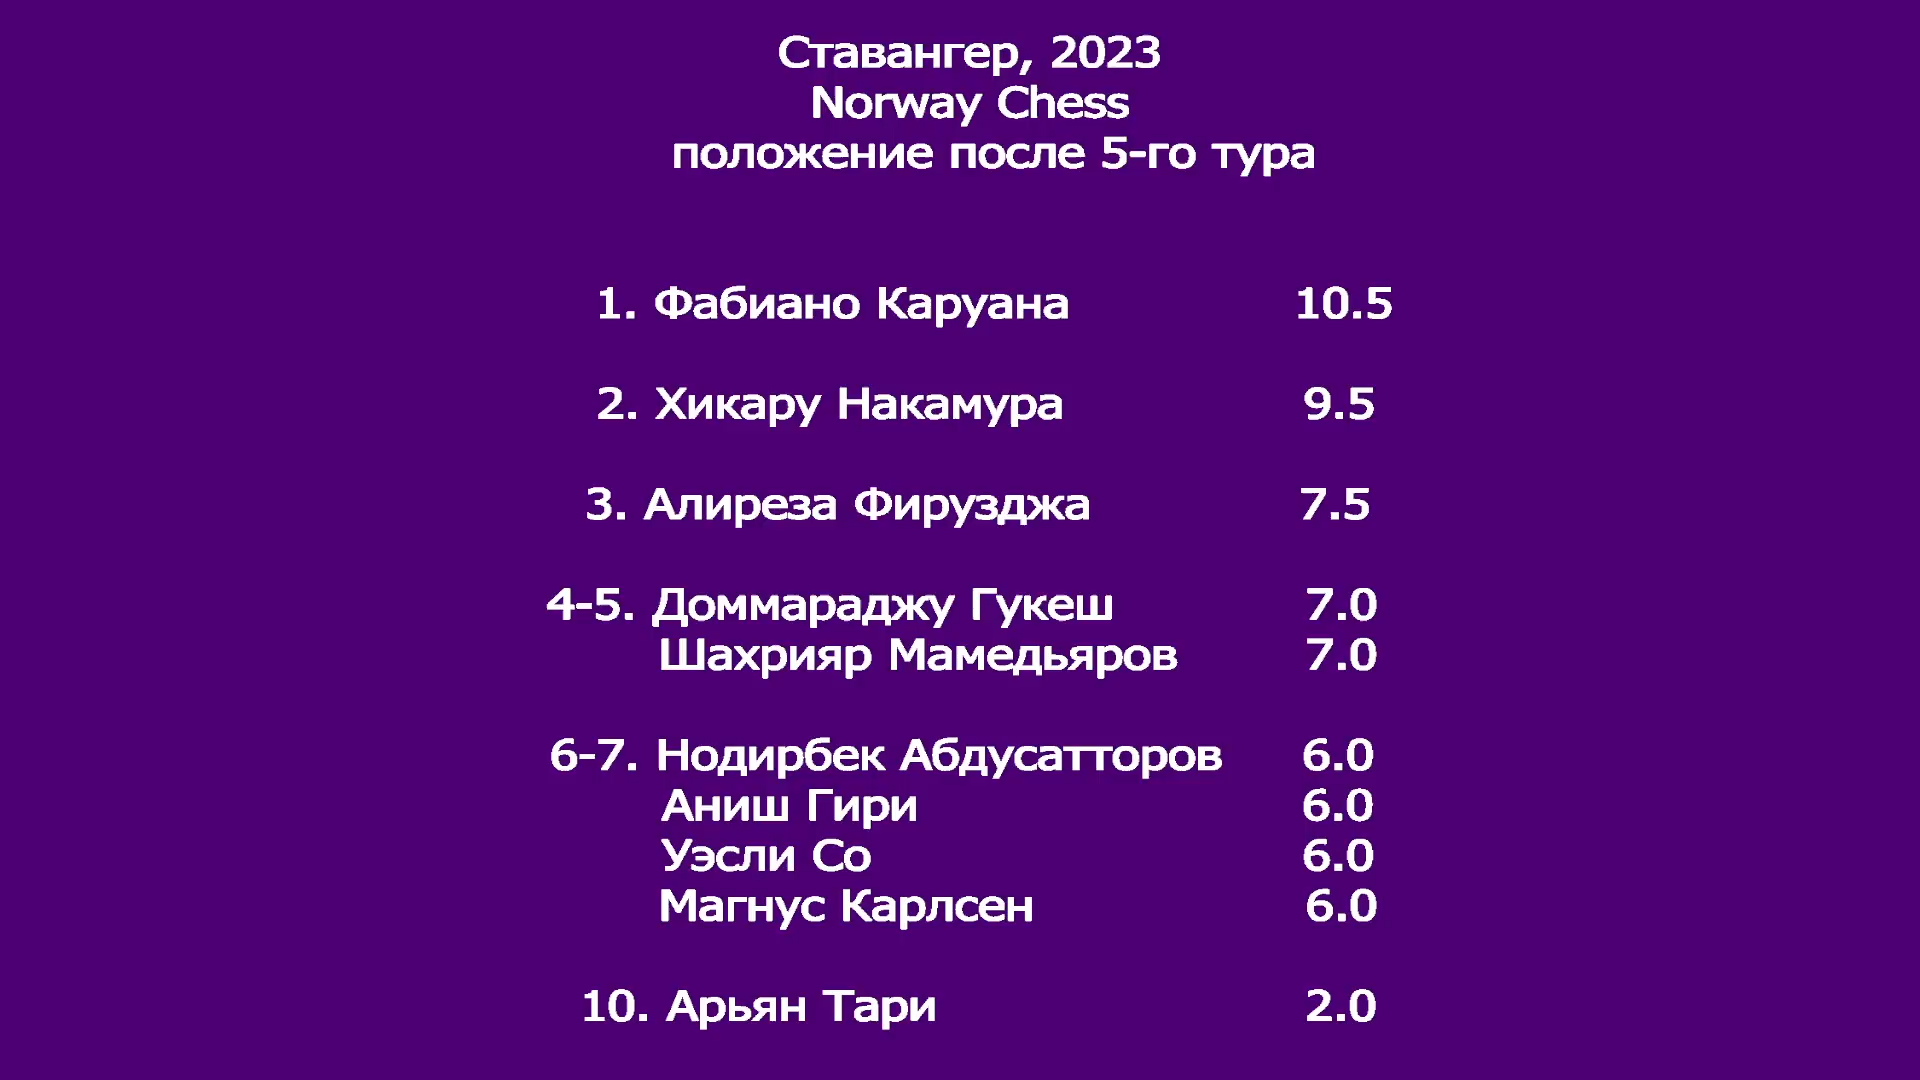 Ставангер, 2023
Norway Chess
положение после 5-го тура
1. Фабиано Каруана 10.5
2. Хикару Накамура 9.5
3. Алиреза Фирузджа 7.5
4-5. Доммараджу Гукеш 7.0
Шахрияр Мамедьяров 7.0
6-7. Нодирбек Абдусатторов 6.0
Аниш Гири 6.0
Уэсли Со 6.0
Магнус Карлсен 6.0
10. Арьян Тари 2.0